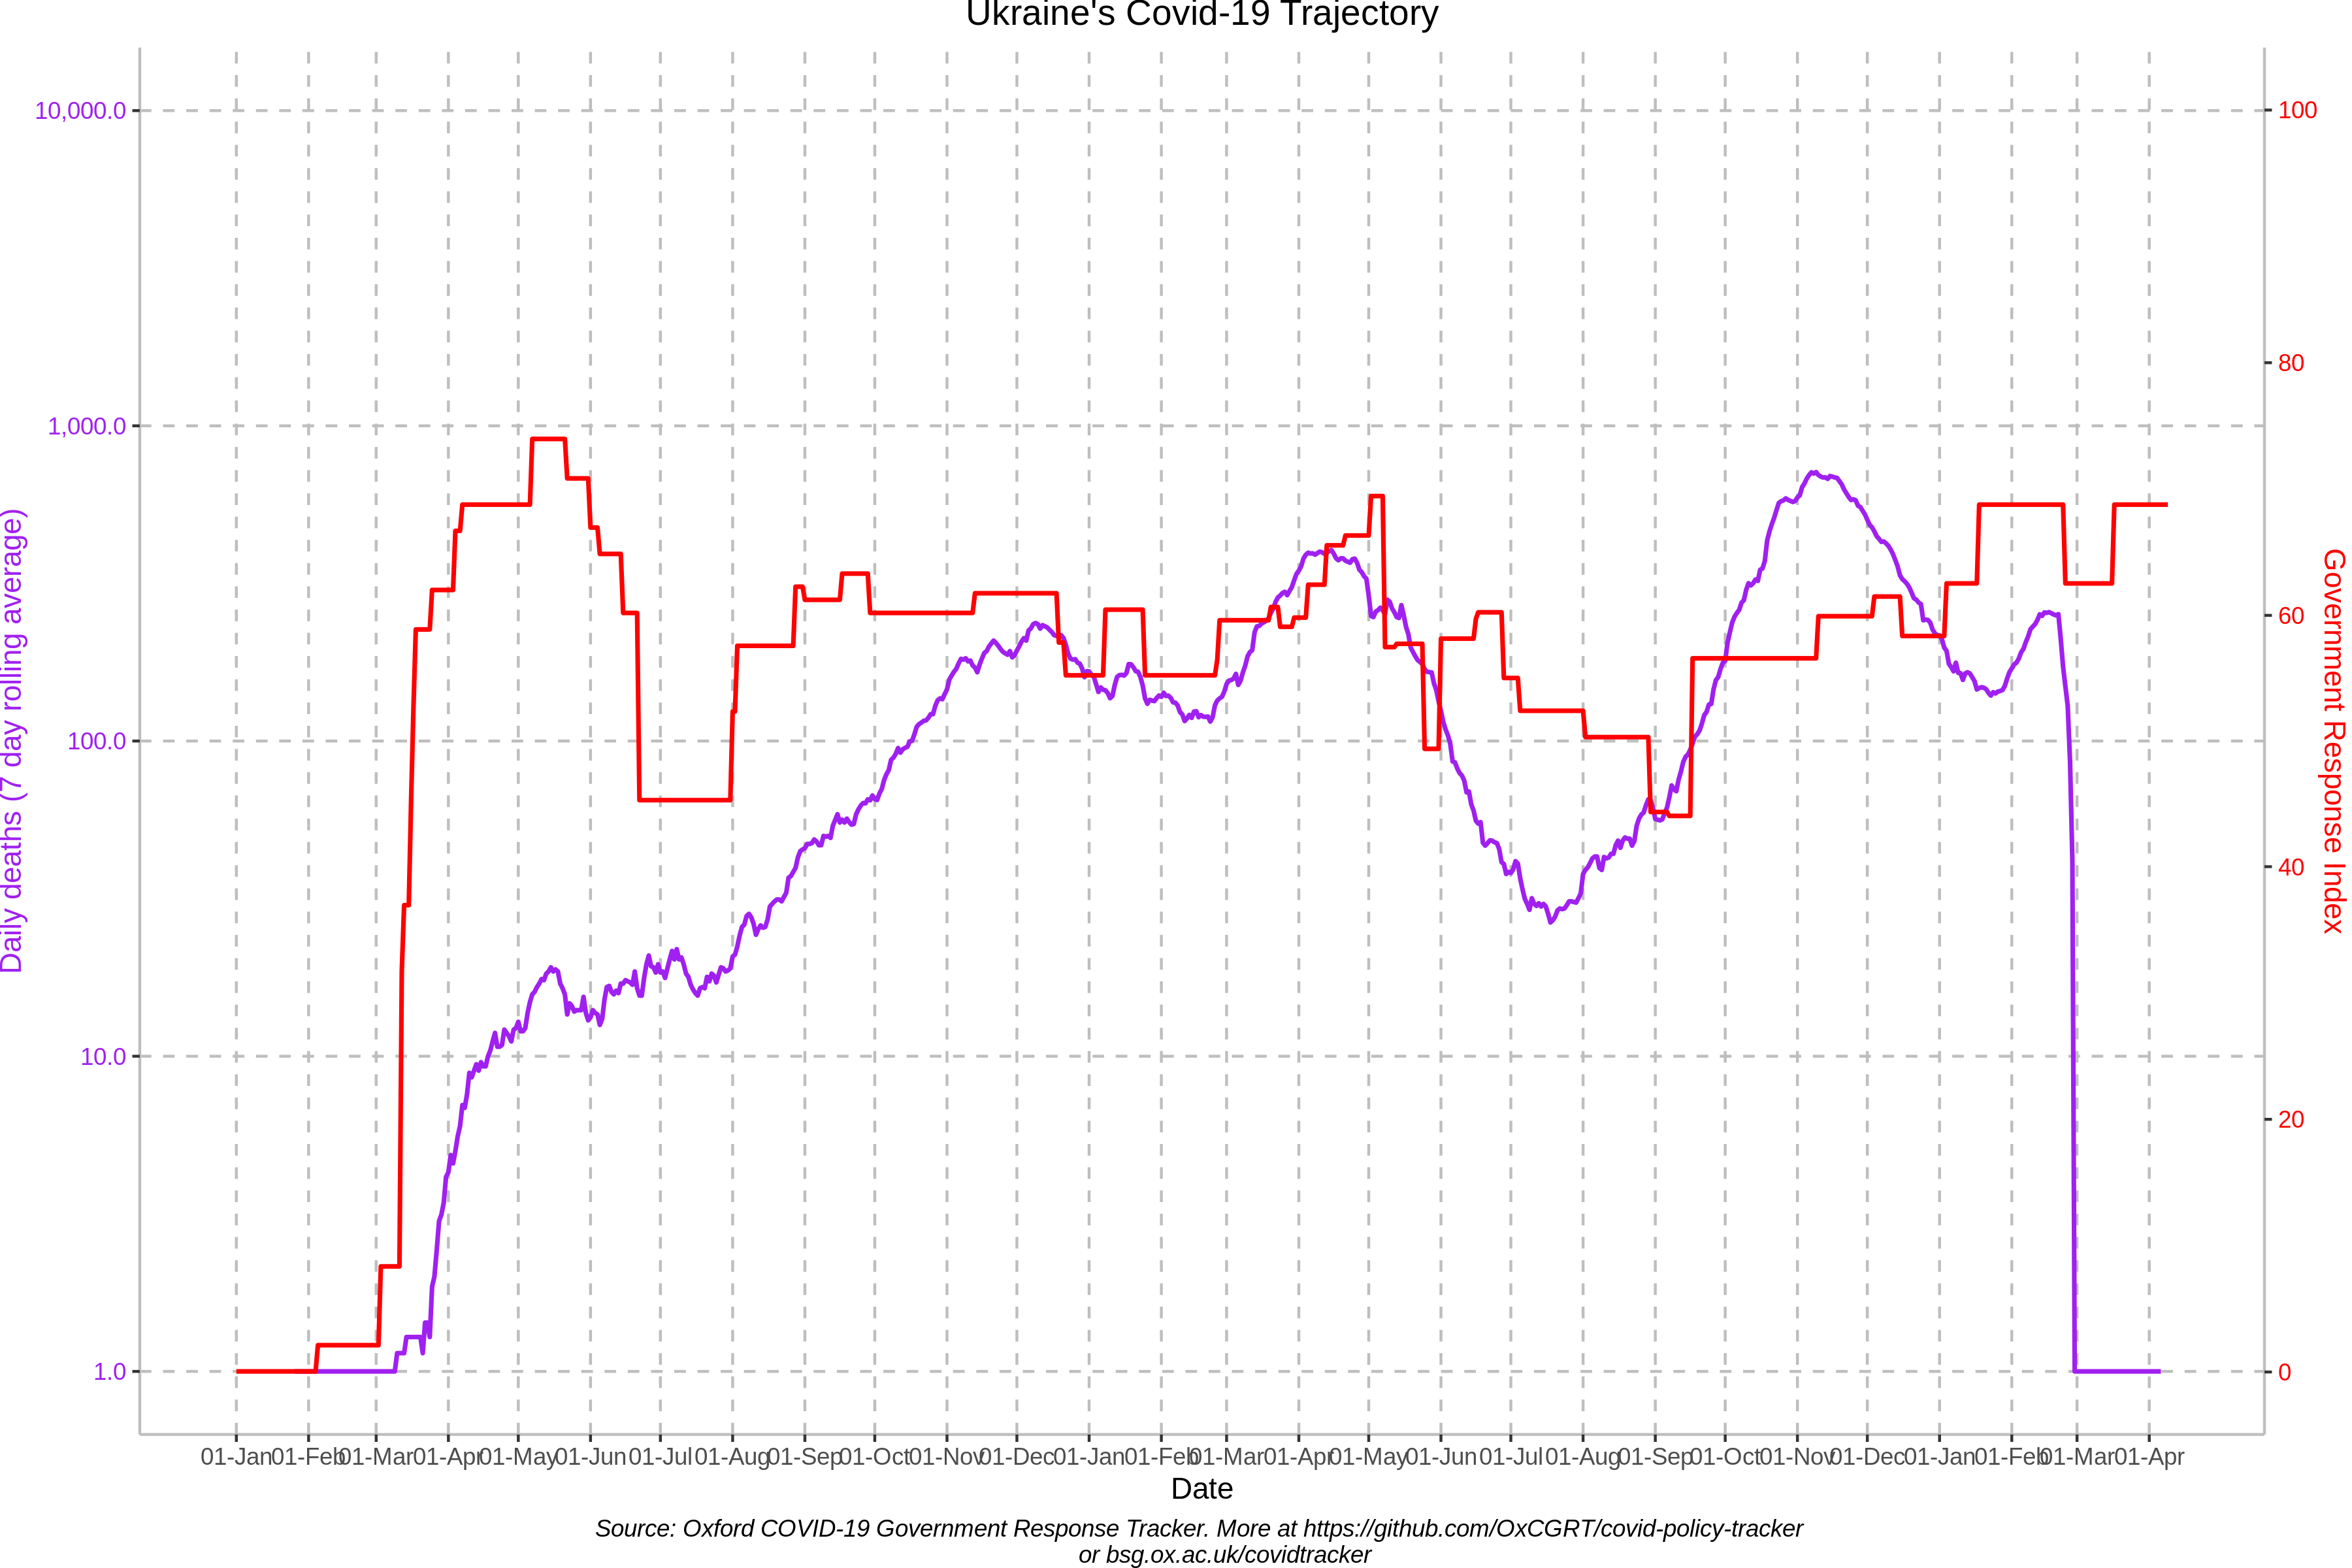 Ukraine's Covid-19 Trajectory
Daily deaths (7 day rolling average)
10,000.0
1,000.0
100.0
10.0
1.0
100
80
60
40
20
0
Government Response Index
01-Jan 01-Feb 01-Mar 01-Apr 01-May 01-Jun 01-Jul 01-Aug 01-Sep 01-Oct 01-Nov 01-Dec 01-Jan 01-Feb 01-Mar 01-Apr 01-May 01-Jun 01-Jul 01-Aug 01-Sep 01-Oct 01-Nov 01-Dec 01-Jan 01-Feb 01-Mar 01-Apr
Date
Source: Oxford COVID-19 Government Response Tracker. More at https://github.com/OxCGRT/covid-policy-tracker
or bsg.ox.ac.uk/covidtracker